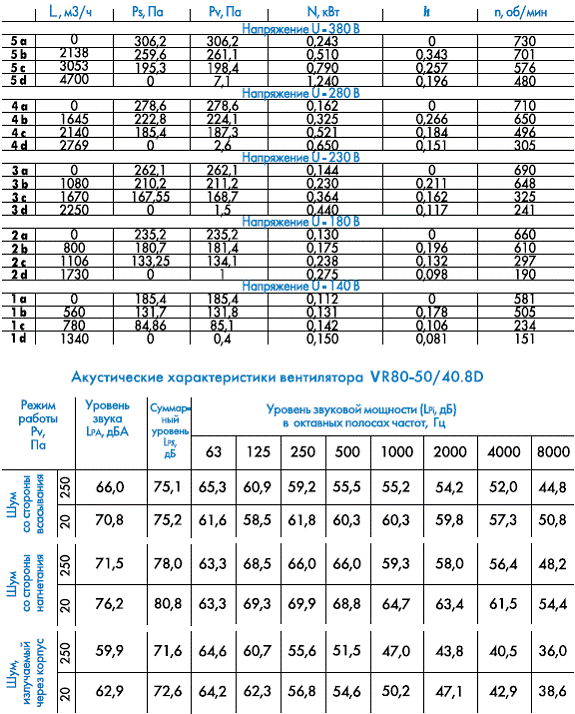 L, м3/ч Ps, Па Pv, Па N, кВт h n, об/мин
Напряжение U = 380 В
5 a 0 306,2 306,2 0,243 0 730
5 b 2138 259,6 261,1 0,510 0,343 701
5 c 3053 195,3 198,4 0,790 0,257 576
5 d 4700 0 7,1 1,240 0,196 480
Напряжение U = 280 В
4 a 0 278,6 278,6 0,162 0 710
4 b 1645 222,8 224,1 0,325 0,266 650
4 c 2140 185,4 187,3 0,521 0,184 496
4 d 2769 0 2,6 0,650 0,151 305
Напряжение U = 230 В
3 a 0 262,1 262,1 0,144 0 690
3 b 1080 210,2 211,2 0,230 0,211 648
3 c 1670 167,55 168,7 0,364 0,162 325
3 d 2250 0 1,5 0,440 0,117 241
Напряжение U = 180 В
2 a 0 235,2 235,2 0,130 0 660
2 b 800 180,7 181,4 0,175 0,196 610
2 c 1106 133,25 134,1 0,238 0,132 297
2 d 1730 0 1 0,275 0,098 190
Напряжение U = 140 В
1 a 0 185,4 185,4 0,112 0 581
1 b 560 131,7 131,8 0,131 0,178 505
1 c 780 84,86 85,1 0,142 0,106 234
1 d 1340 0 0,4 0,150 0,081 151
Акустические характеристики вентилятора VR80-50/40.8D
Режим работы Pv, Па
Уровень звука LPA, дБА
Суммар-ный уровень LPS, дБ
Уровень звуковой мощности (LPi, дБ)
в октавных полосах частот, Гц
63 125 250 500 1000 2000 4000 8000
Шум со стороны всасывания
250 66,0 75,1 65,3 60,9 59,2 55,5 55,2 54,2 52,0 44,8
20 70,8 75,2 61,6 58,5 61,8 60,3 60,3 59,8 57,3 50,8
Шум со стороны нагнетания
250 71,5 78,0 63,3 68,5 66,0 66,0 59,3 58,0 56,4 48,2
20 76,2 80,8 63,3 69,3 69,9 68,8 64,7 63,4 61,5 54,4
Шум, излучаемый через корпус
250 59,9 71,6 64,6 60,7 55,6 51,5 47,0 43,8 40,5 36,0
20 62,9 72,6 64,2 62,3 56,8 54,6 50,2 47,1 42,9 38,6